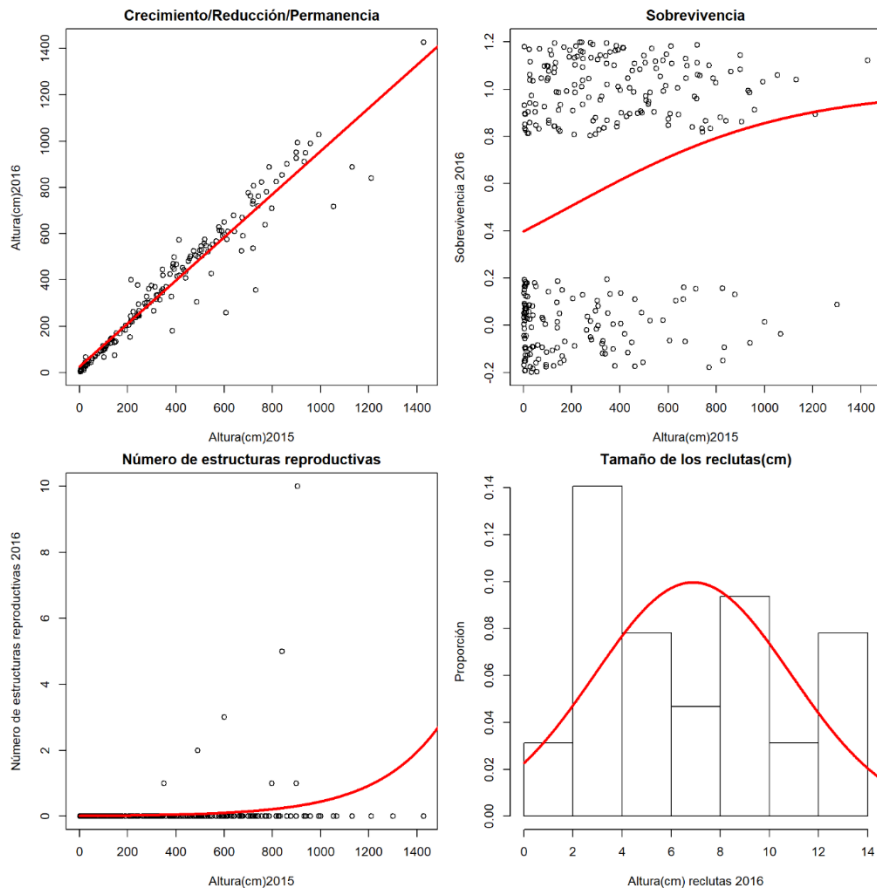 Crecimiento/Reducción/Permanencia
Altura(cm)2016
0 200 400 600 800 1000 1400
0 200 400 600 800 1000 1200 1400
Altura(cm)2015
Sobrevivencia
Sobrevivencia 2016
-0.2 0.0 0.2 0.4 0.6 0.8 1.0 1.2
0 200 400 600 800 1000 1400
Altura(cm)2015
Número de estructuras reproductivas
Número de estructuras reproductivas 2016
0 2 4 6 8 10
0 200 400 600 800 1000 1400
Altura(cm)2015
Tamaño de los reclutas(cm)
Proporción
0.00 0.02 0.04 0.06 0.08 0.10 0.14
0 2 4 6 8 10 12 14
Altura(cm) reclutas 2016